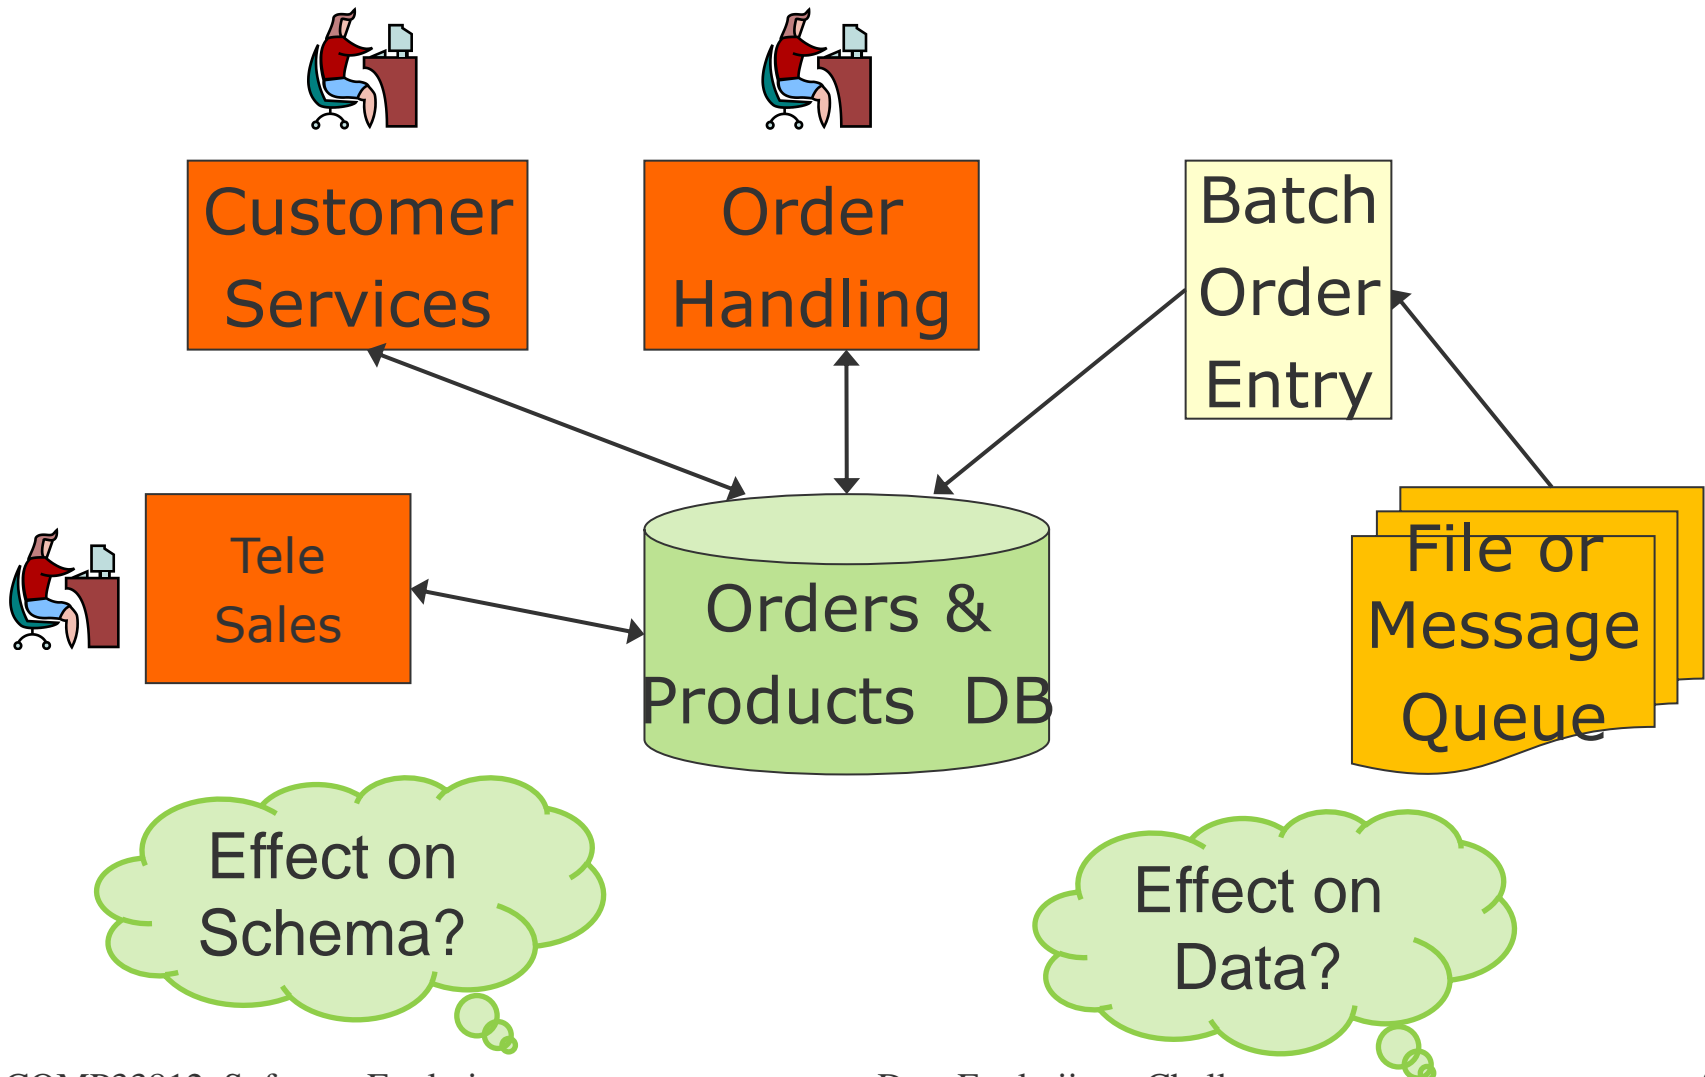 Customer
Services
Order
Handling
Batch
Order
Entry
Tele
Sales
Orders &
Products DB
File or
Message
Queue
Effect on
Schema?
Effect on
Data?